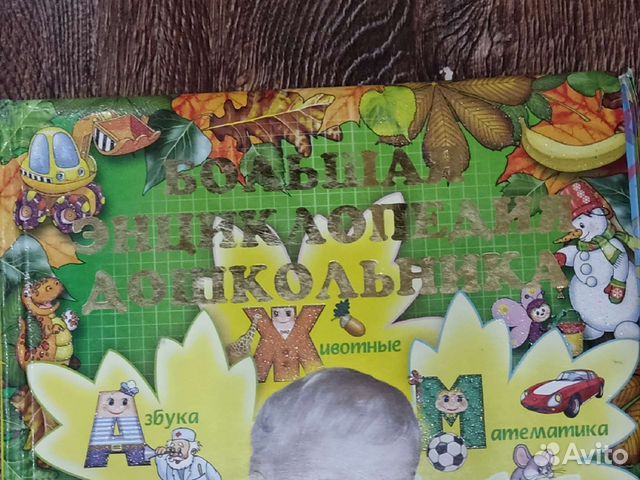 БОЛЬШАЯ
ЭНЦИКЛОПЕДИЯ
ДОШКОЛЬНИКА
Животные
Азбука
Математика
Avito